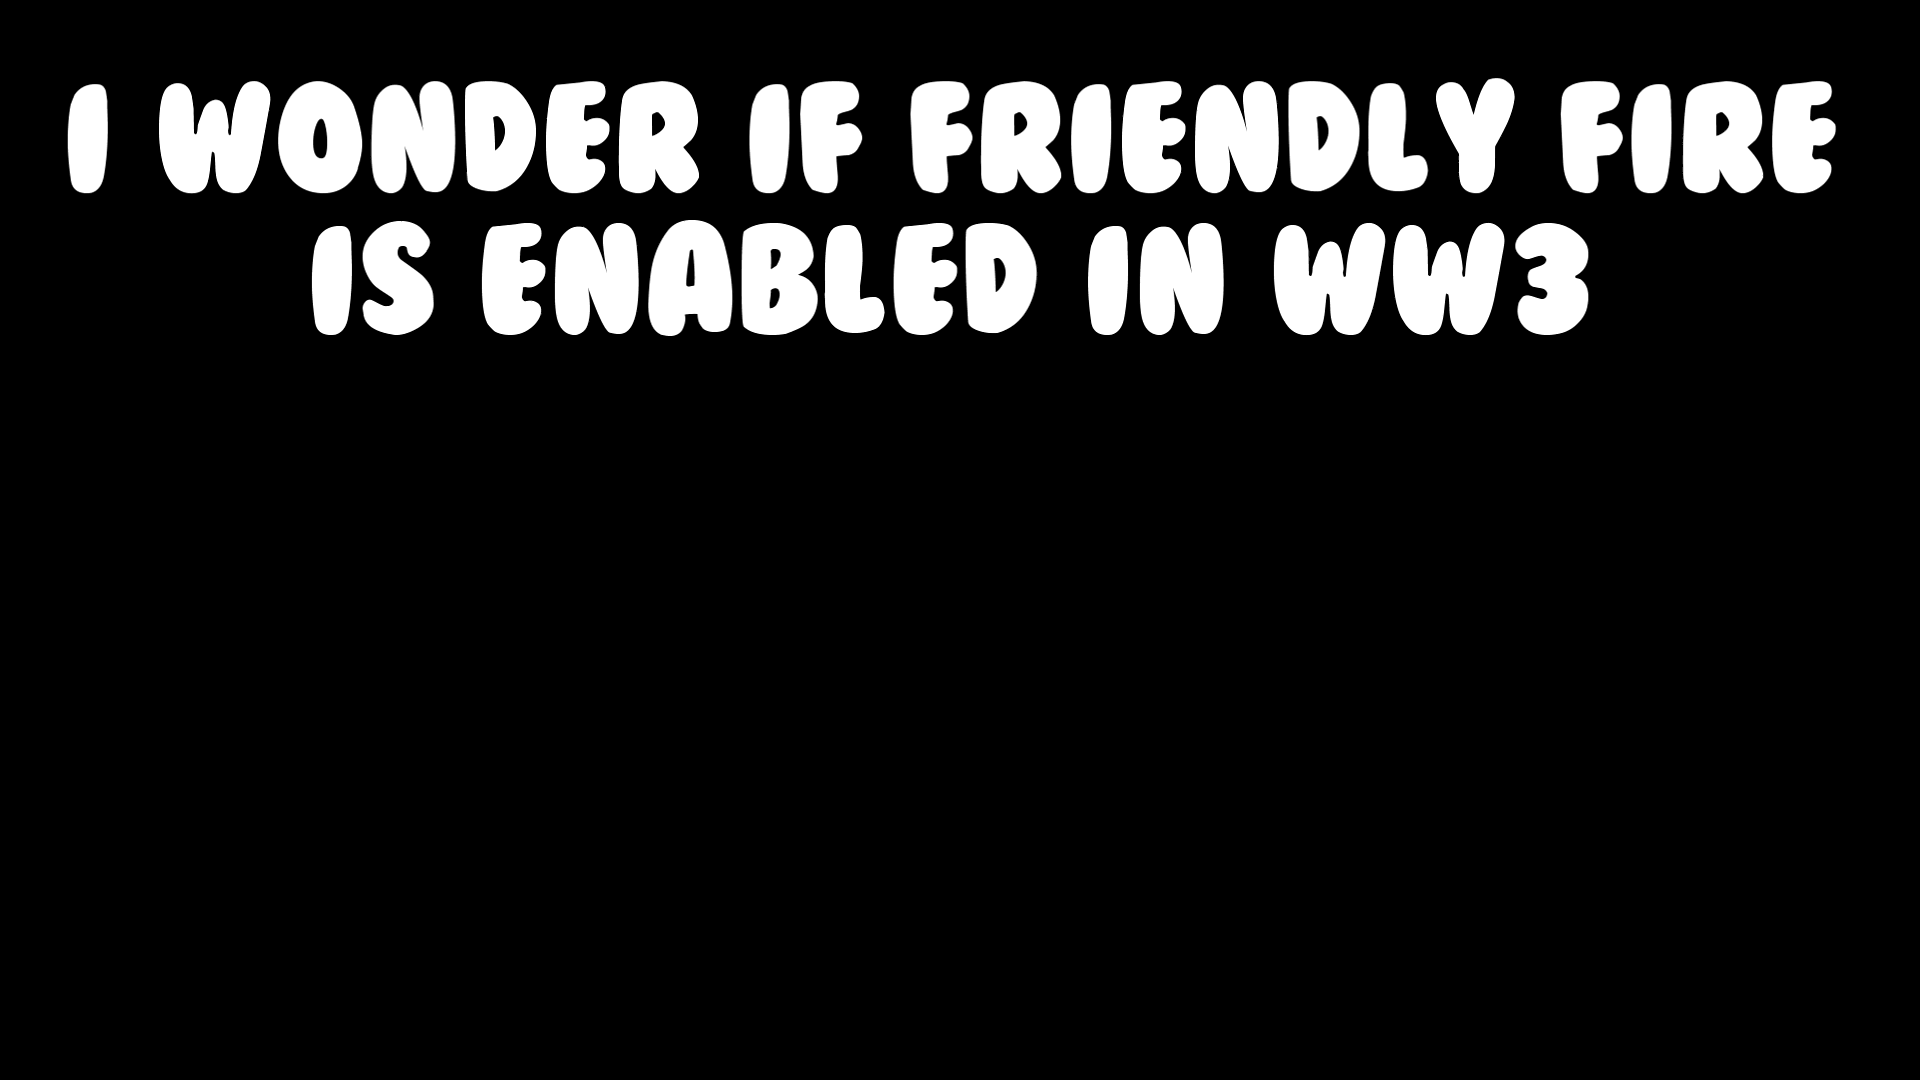 I WONDER IF FRIENDLY FIRE
IS ENABLED IN WW3